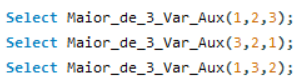 Select Maior_de_3_Var_Aux(1,2,3);
Select Maior_de_3_Var_Aux(3,2,1);
Select Maior_de_3_Var_Aux(1,3,2);